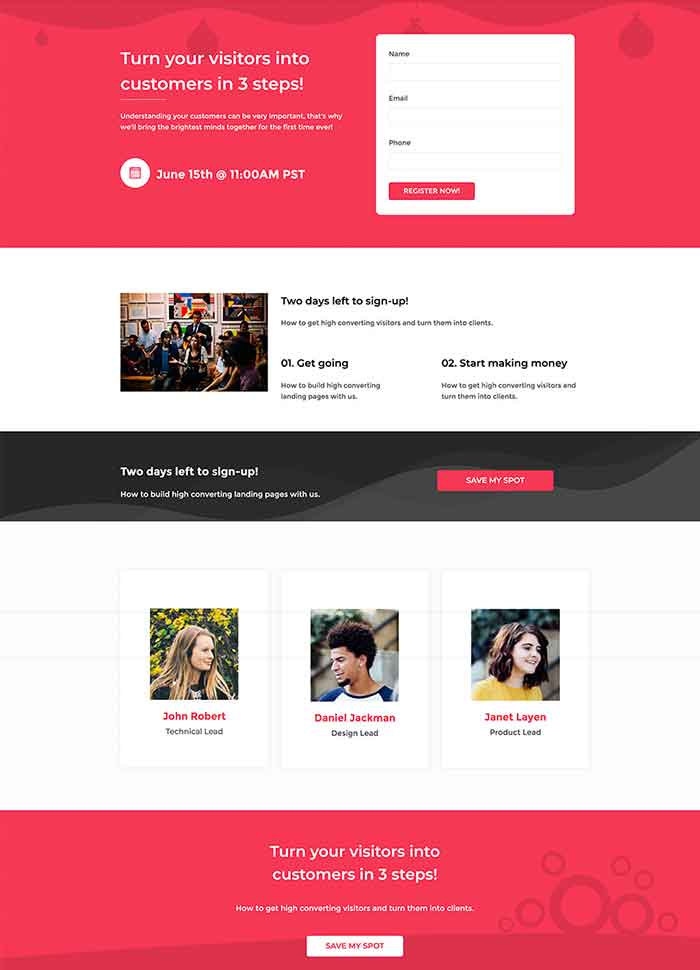 Turn your visitors into
customers in 3 steps!
Understanding your customers can be very important, that's why
we'll bring the brightest minds together for the first time ever!
June 15th @ 11:00AM PST
Name
Email
Phone
REGISTER NOW!
Two days left to sign-up!
How to get high converting visitors and turn them into clients.
01. Get going
How to build high converting
landing pages with us.
02. Start making money
How to get high converting visitors and
turn them into clients.
Two days left to sign-up!
How to build high converting landing pages with us.
SAVE MY SPOT
John Robert
Technical Lead
Daniel Jackman
Design Lead
Janet Layen
Product Lead
Turn your visitors into
customers in 3 steps!
How to get high converting visitors and turn them into clients.
SAVE MY SPOT